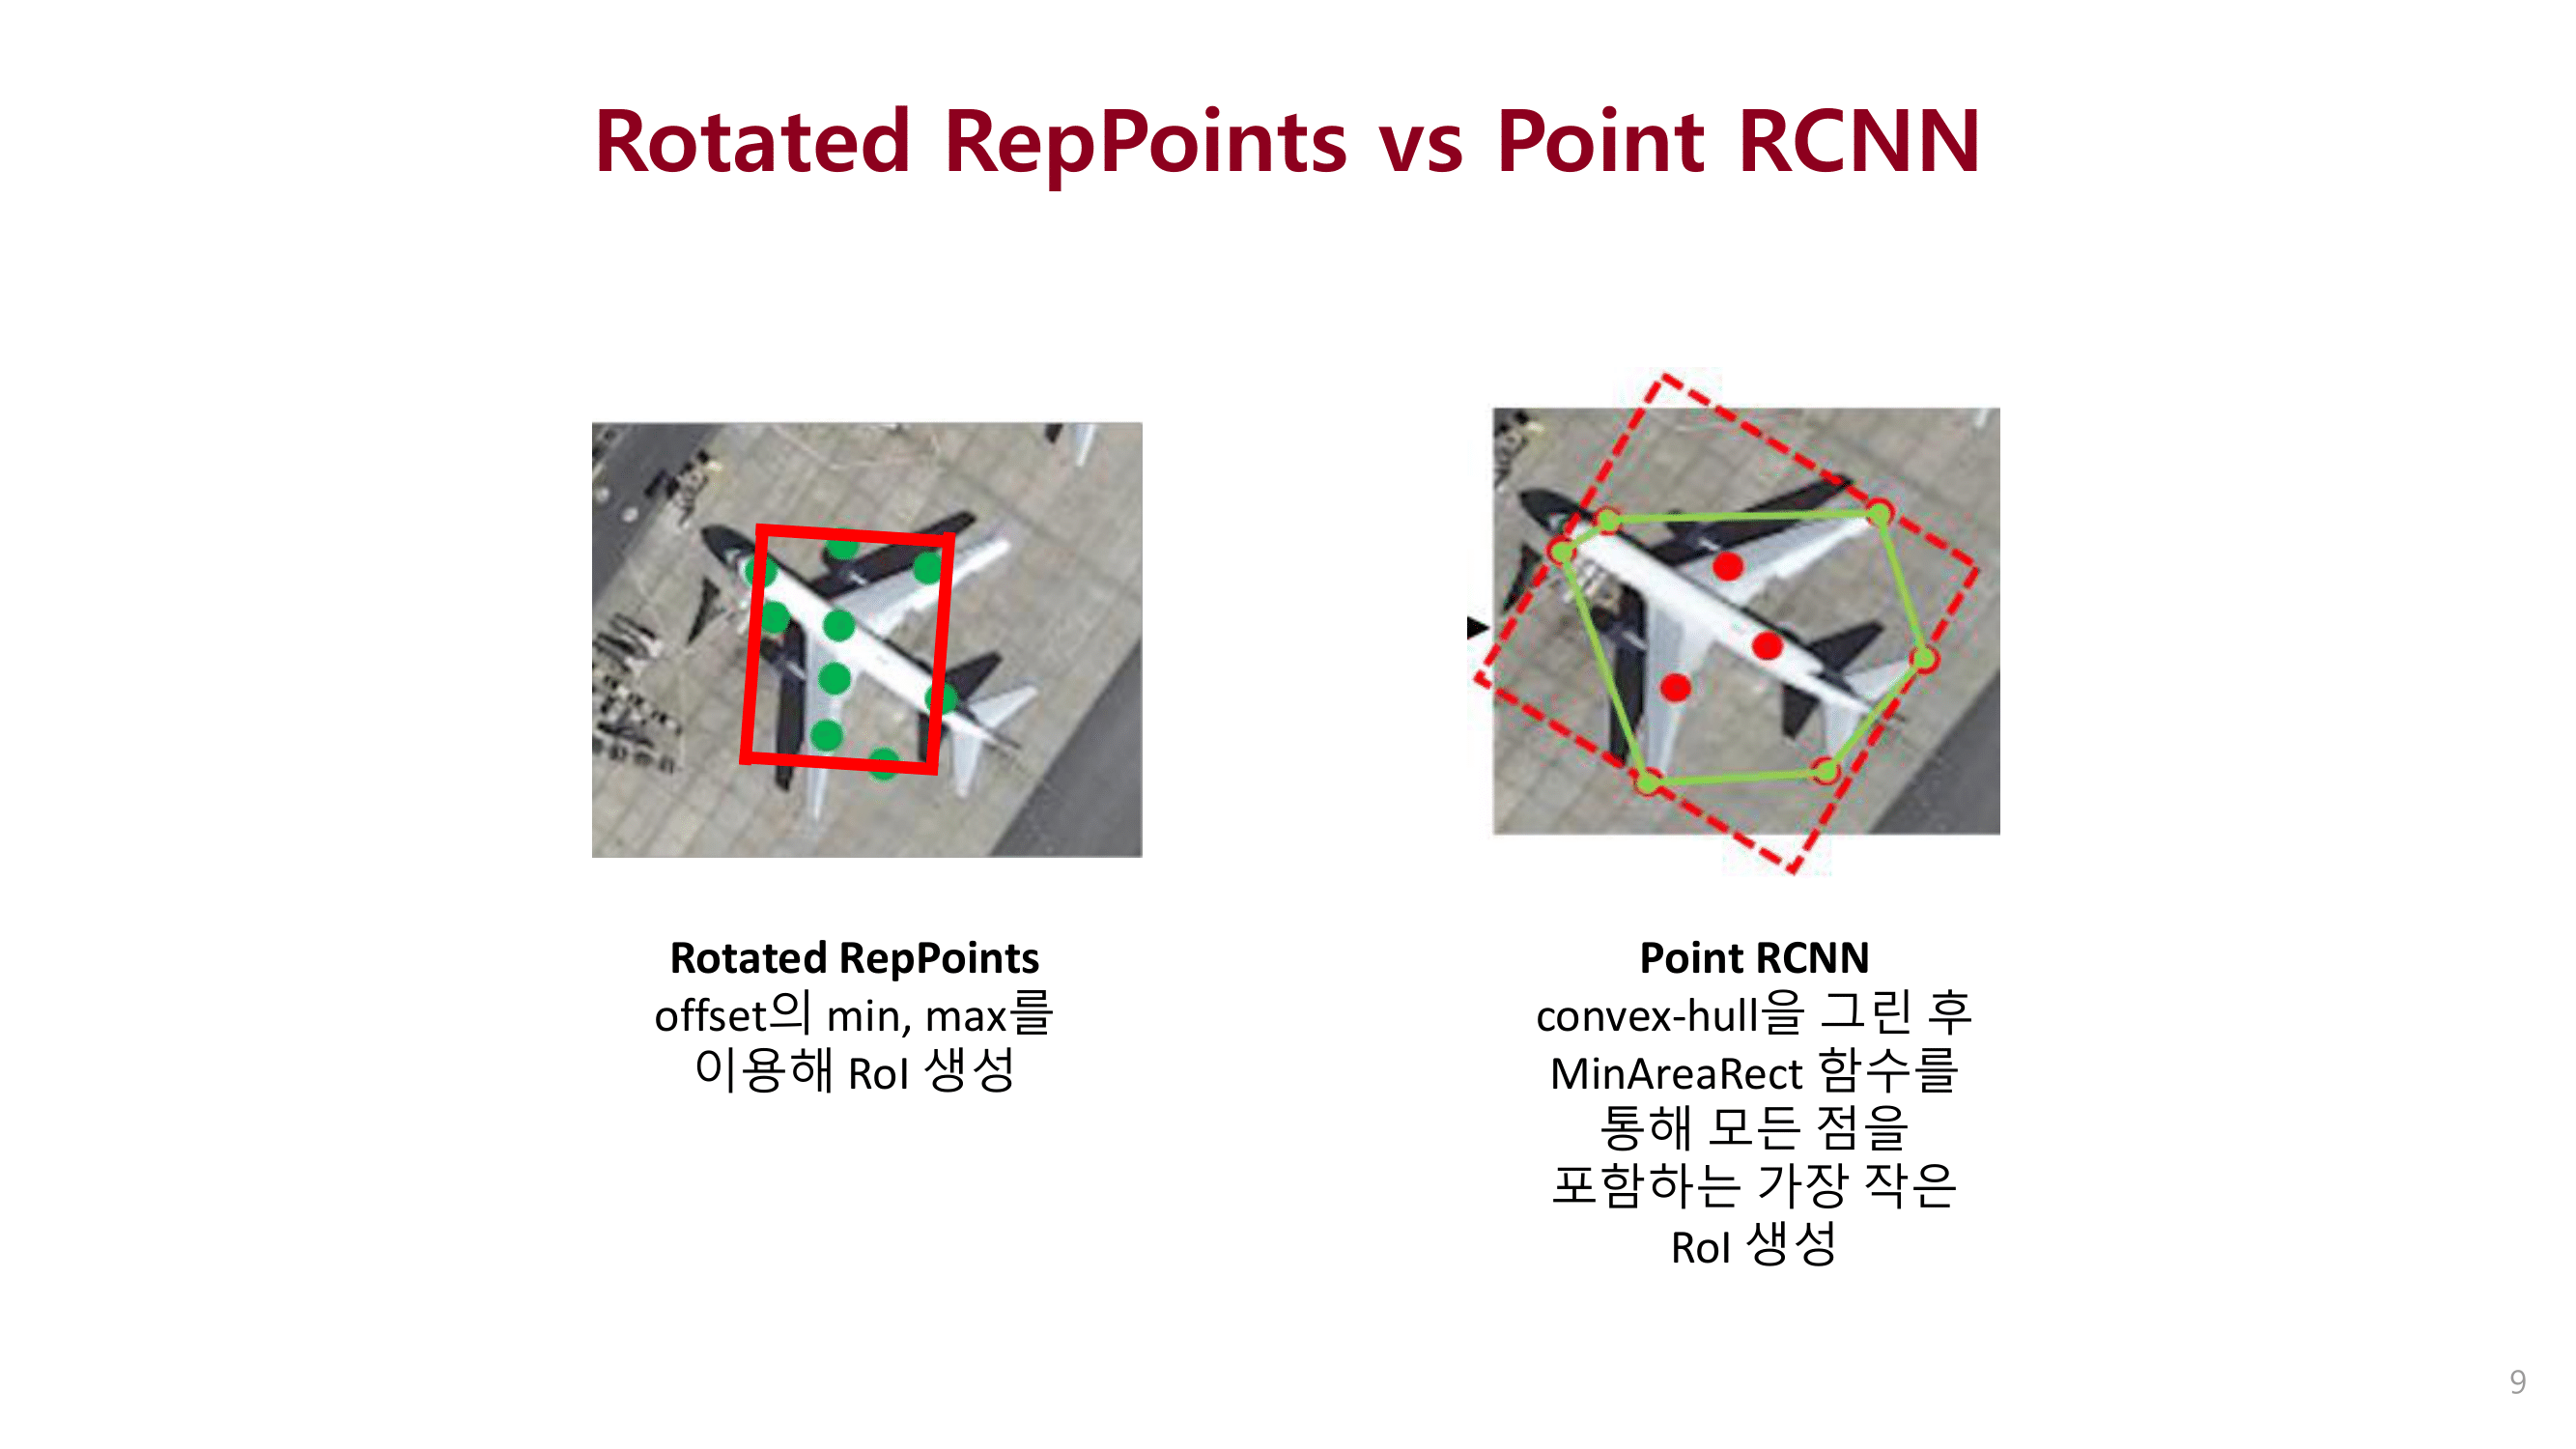 Rotated RepPoints vs Point RCNN
Rotated RepPoints
offset의 min, max를
이용해 RoI 생성
Point RCNN
convex-hull을 그린 후
MinAreaRect 함수를
통해 모든 점을
포함하는 가장 작은
RoI 생성
9